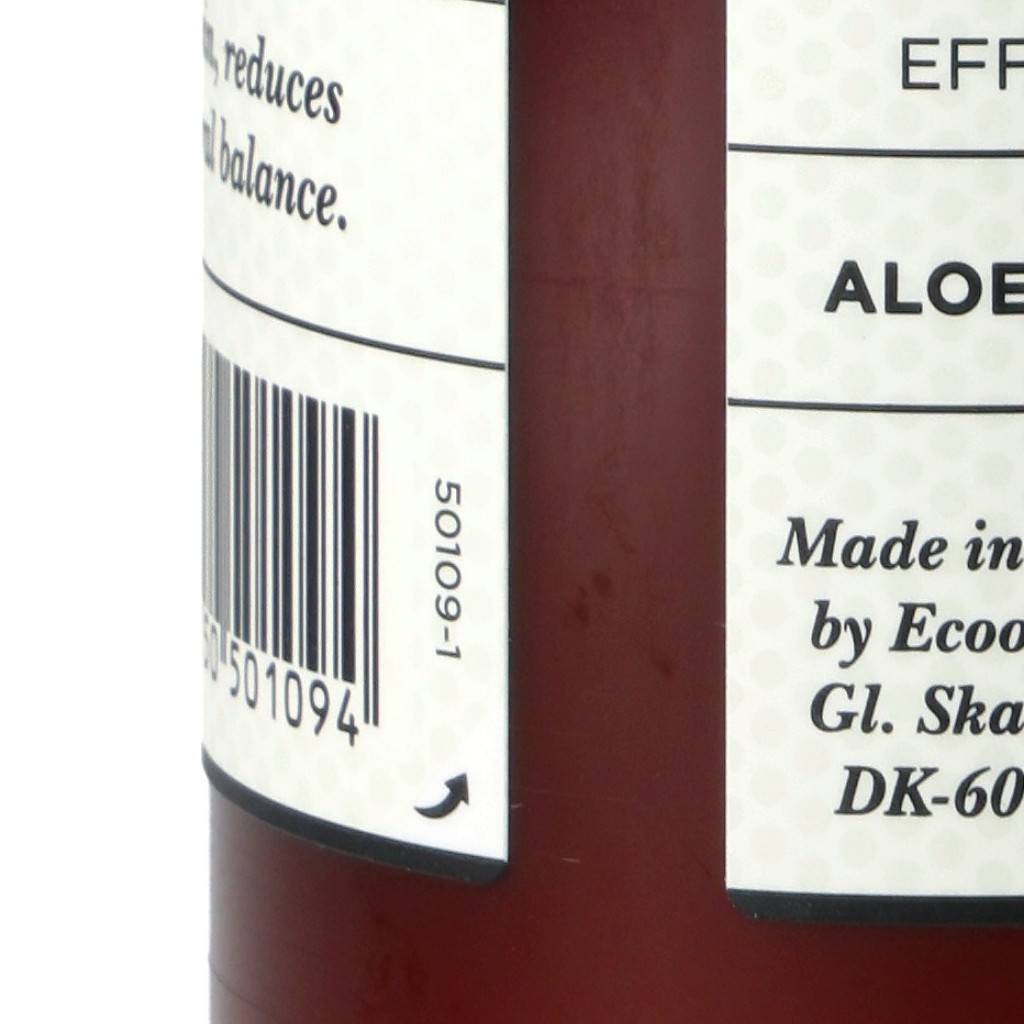 reduces
balance.
501094
50109-1
EFF
ALOE
Made in
by Ecoo
Gl. Ska
DK-60